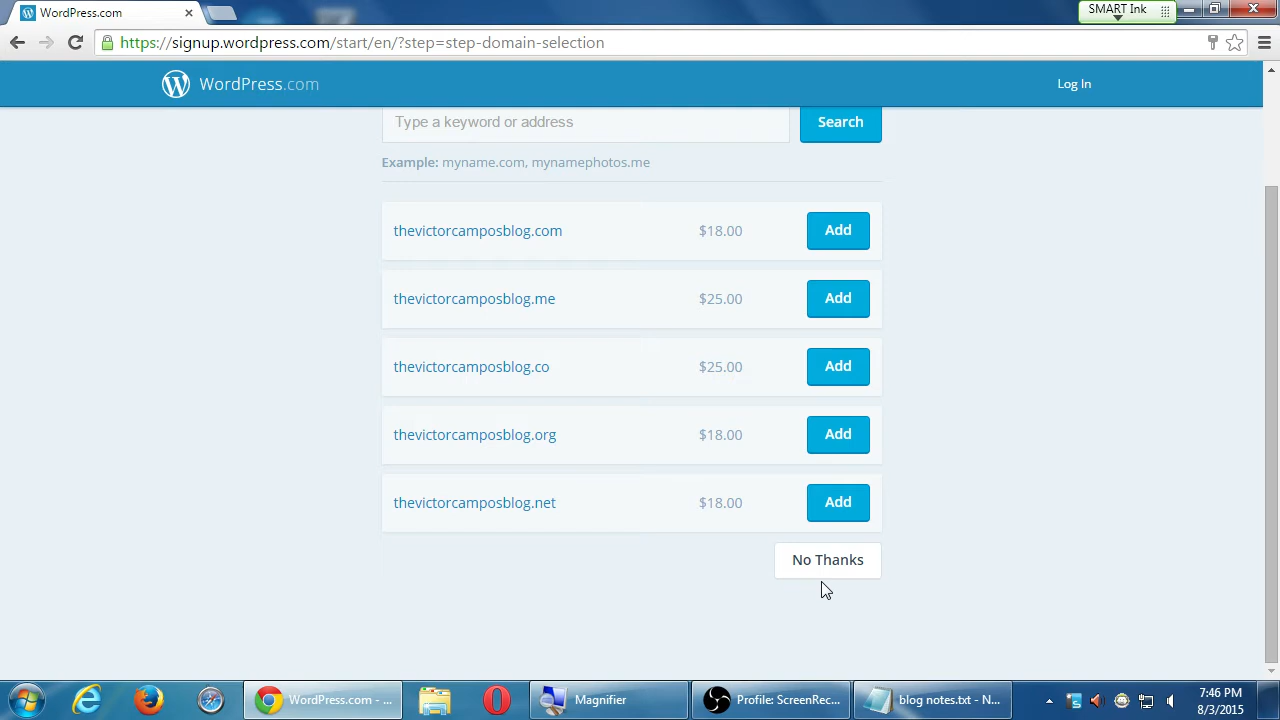 WordPress.com
SMART Ink
https://signup.wordpress.com/start/en/?step=step-domain-selection
WordPress.com
Log In
Type a keyword or address
Search
Example: myname.com, mynamephotos.me
thevictorcamposblog.com $18.00 Add
thevictorcamposblog.me $25.00 Add
thevictorcamposblog.co $25.00 Add
thevictorcamposblog.org $18.00 Add
thevictorcamposblog.net $18.00 Add
No Thanks
WordPress.com - ...
Magnifier
Profile: ScreenRec...
blog notes.txt - N...
7:46 PM
8/3/2015